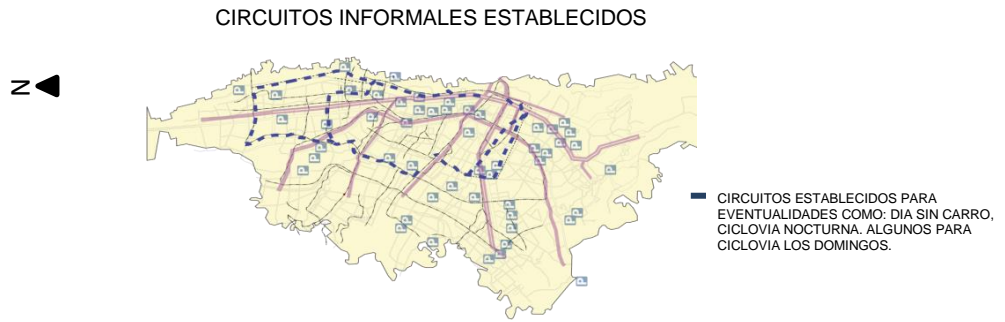 CIRCUITOS INFORMALES ESTABLECIDOS
N
CIRCUITOS ESTABLECIDOS PARA
EVENTUALIDADES COMO: DIA SIN CARRO,
CICLOVIA NOCTURNA. ALGUNOS PARA
CICLOVIA LOS DOMINGOS.